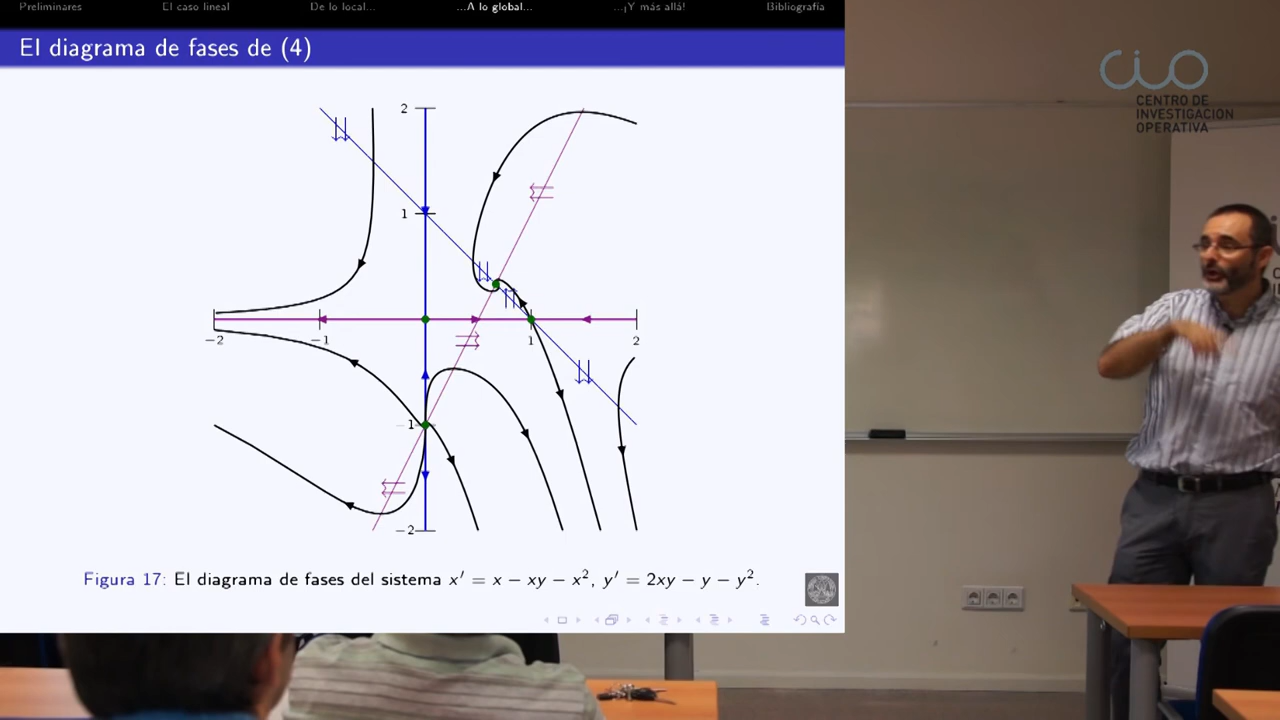 Preliminares El caso lineal De lo local... ...A lo global... ...¡Y más allá! Bibliografía
El diagrama de fases de (4)
2
1
−2 −1 1 2
−1
−2
Figura 17: El diagrama de fases del sistema x′ = x − xy − x², y′ = 2xy − y − y².
CIO
CENTRO DE
INVESTIGACION
OPERATIVA